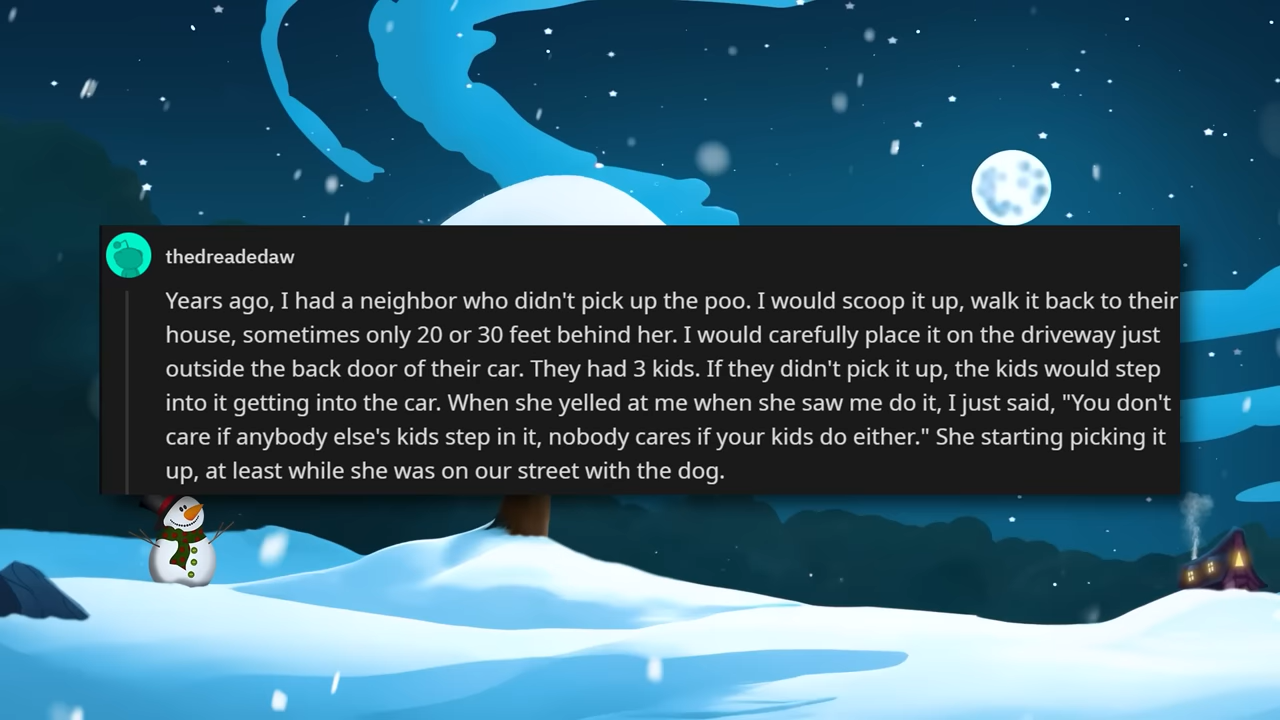 thedreadedaw
Years ago, I had a neighbor who didn't pick up the poo. I would scoop it up, walk it back to their
house, sometimes only 20 or 30 feet behind her. I would carefully place it on the driveway just
outside the back door of their car. They had 3 kids. If they didn't pick it up, the kids would step
into it getting into the car. When she yelled at me when she saw me do it, I just said, "You don't
care if anybody else's kids step in it, nobody cares if your kids do either." She starting picking it
up, at least while she was on our street with the dog.